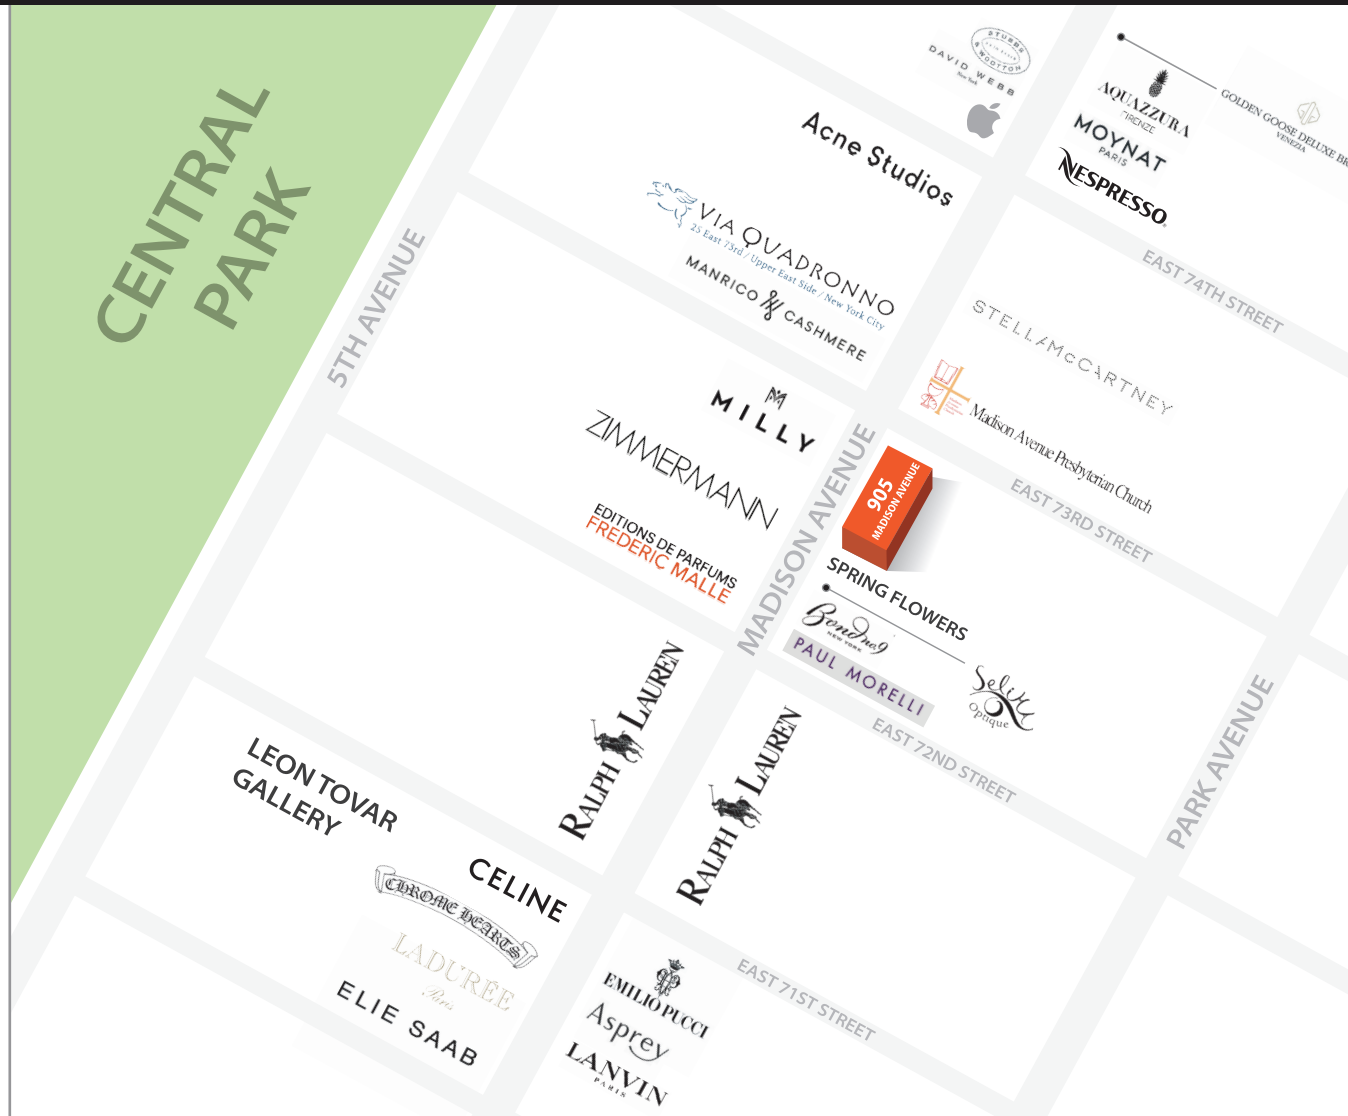 CENTRAL
PARK
5TH AVENUE
STUBBS
& WOOTTON
DAVID WEBB
New York
Acne Studios
VIA QUADRONNO
25 East 73rd / Upper East Side / New York City
MANRICO CASHMERE
AQUAZZURA
FIRENZE
MOYNAT
PARIS
NESPRESSO
GOLDEN GOOSE DELUXE BR
VENEZIA
EAST 74TH STREET
STELLA McCARTNEY
Madison Avenue Presbyterian Church
EAST 73RD STREET
MILLY
ZIMMERMANN
EDITIONS DE PARFUMS
FREDERIC MALLE
MADISON AVENUE
905
MADISON AVENUE
SPRING FLOWERS
Bond no9
NEW YORK
PAUL MORELLI
Selima
Optique
EAST 72ND STREET
PARK AVENUE
RALPH LAUREN
RALPH LAUREN
LEON TOVAR
GALLERY
CELINE
CHROME HEARTS
LADURÉE
Paris
ELIE SAAB
EMILIO PUCCI
Asprey
LANVIN
PARIS
EAST 71ST STREET